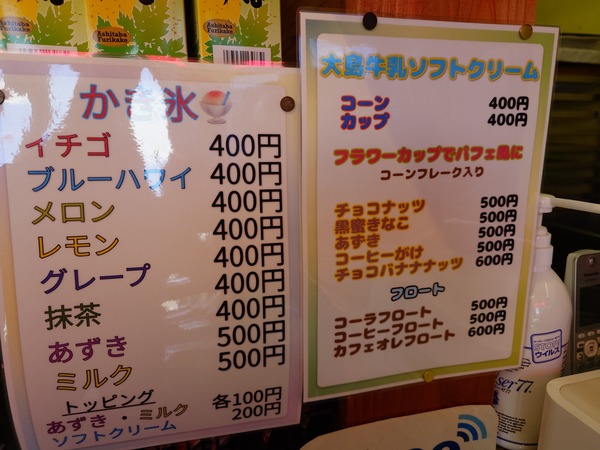 Ashitaba
Furikake
Ashitaba
Furikake
Ashitaba
Furikake
かき氷
イチゴ 400円
ブルーハワイ 400円
メロン 400円
レモン 400円
グレープ 400円
抹茶 400円
あずき 500円
ミルク 500円
トッピング
あずき・ミルク 各100円
ソフトクリーム 200円
大島牛乳ソフトクリーム
コーン 400円
カップ 400円
フラワーカップでパフェ風に
コーンフレーク入り
チョコナッツ 500円
黒蜜きなこ 500円
あずき 500円
コーヒーがけ 500円
チョコバナナナッツ 600円
フロート
コーラフロート 500円
コーヒーフロート 500円
カフェオレフロート 600円
STOP!
ウイルス